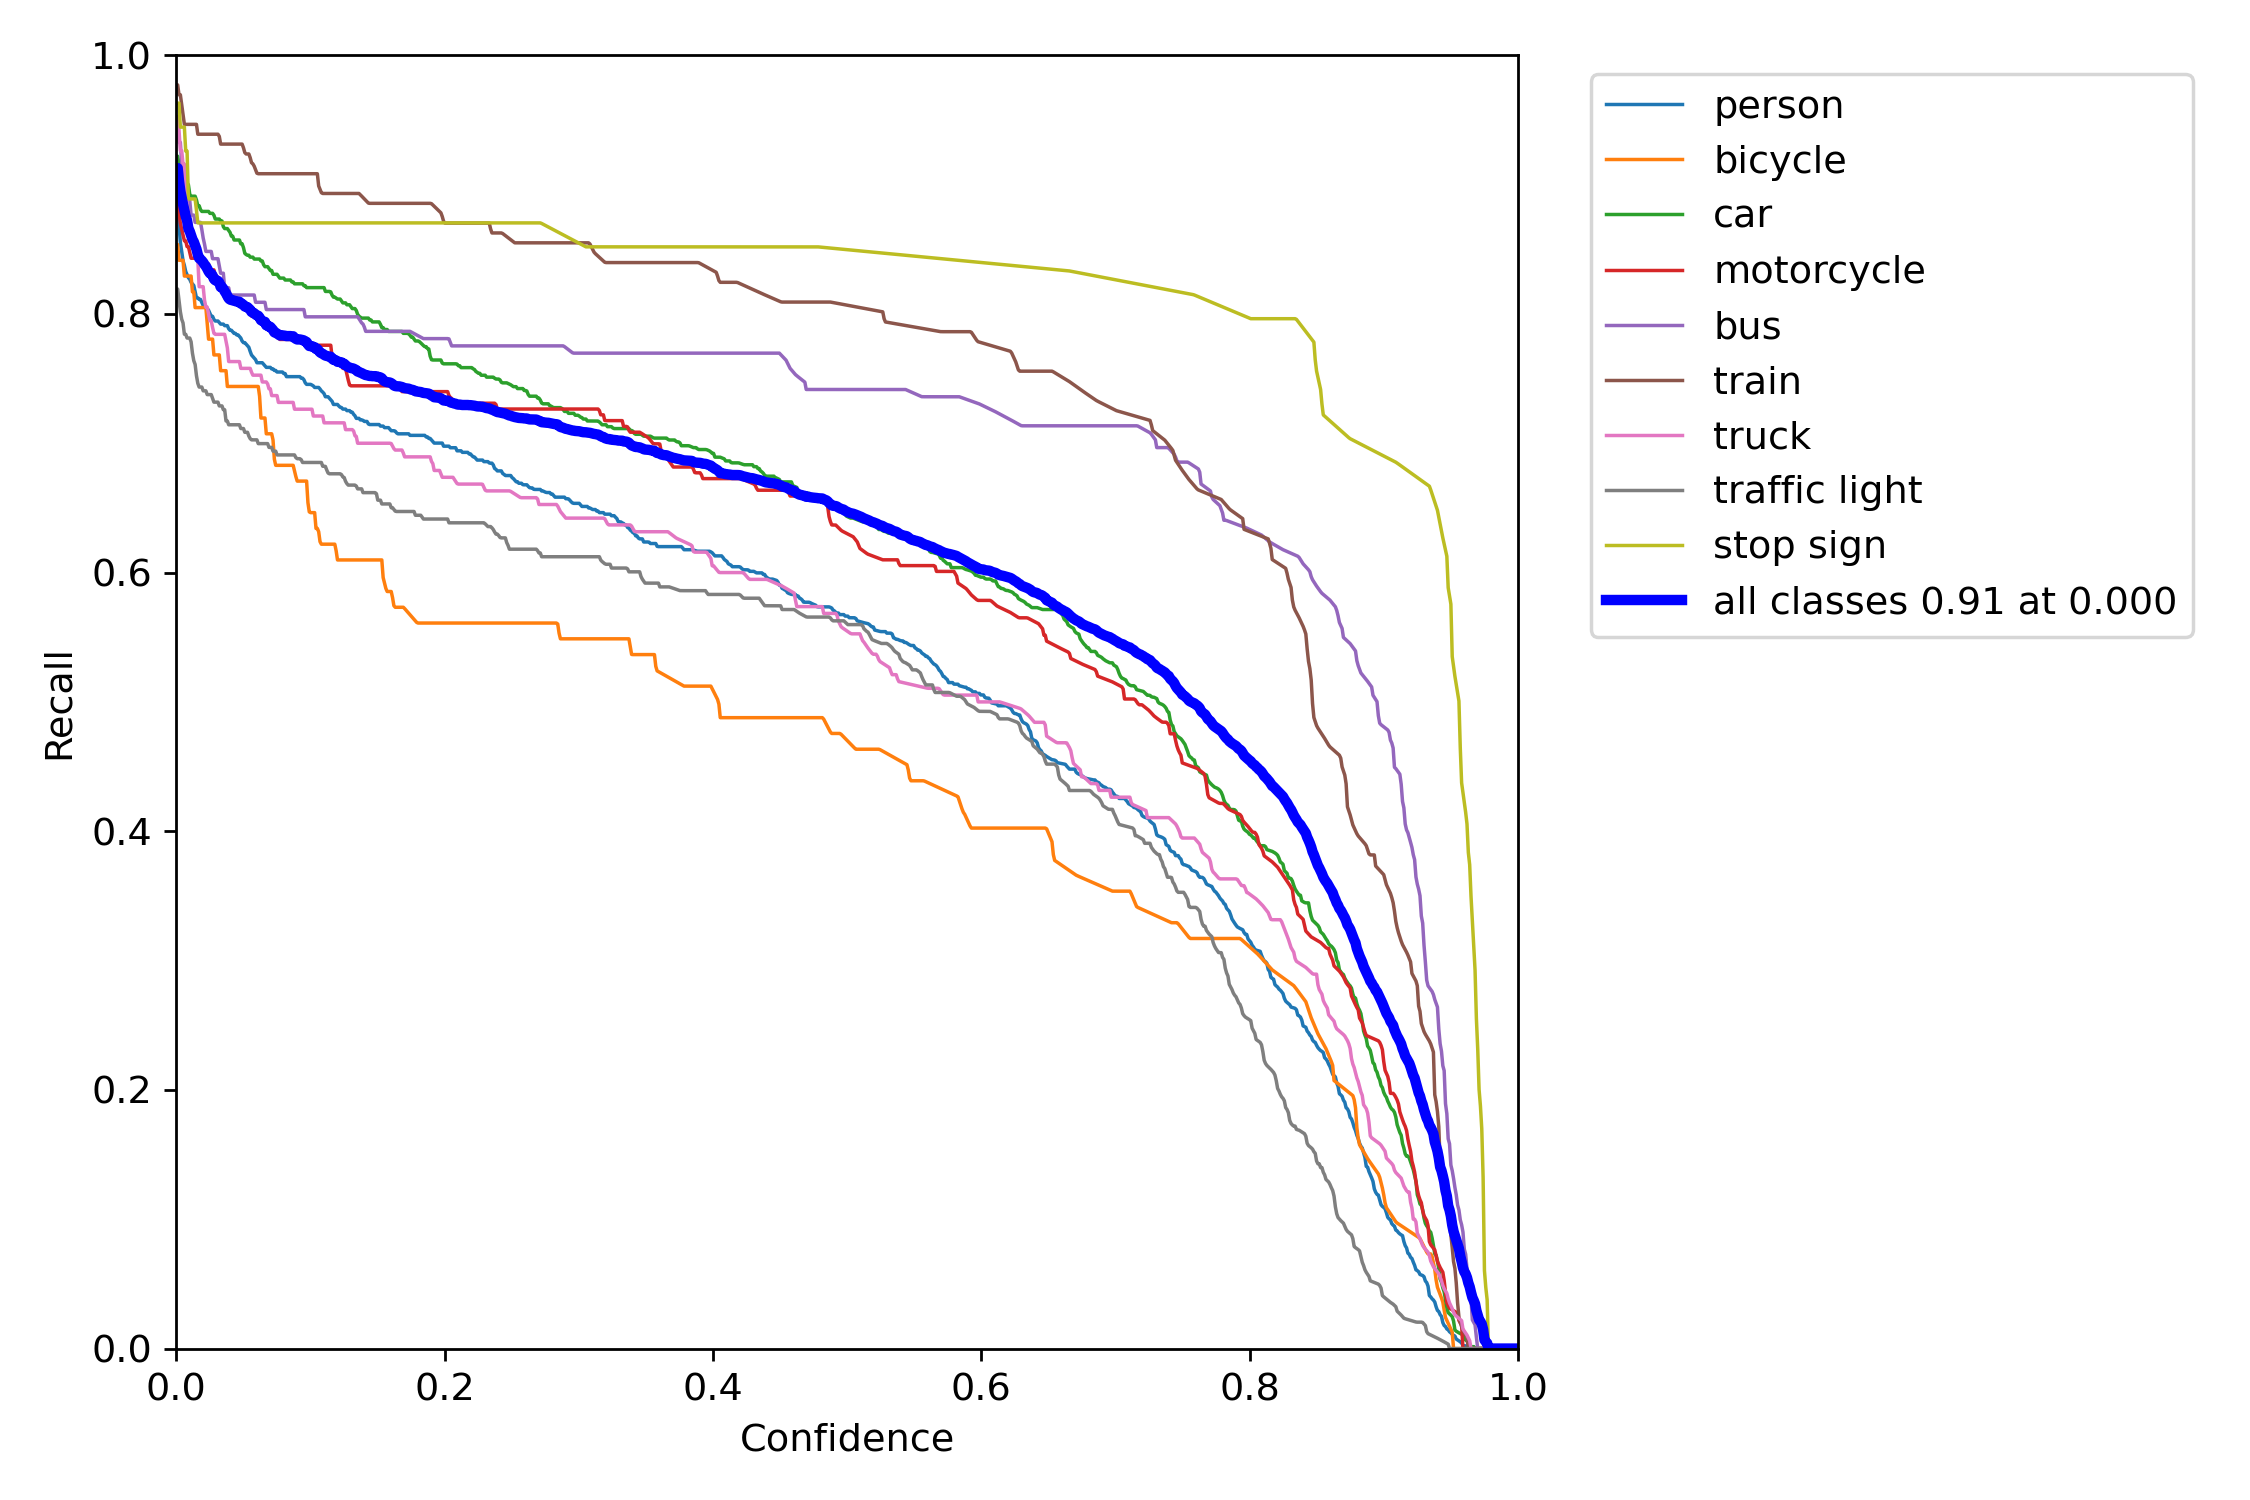 1.0
0.8
0.6
0.4
0.2
0.0
Recall
0.0 0.2 0.4 0.6 0.8 1.0
Confidence
person
bicycle
car
motorcycle
bus
train
truck
traffic light
stop sign
all classes 0.91 at 0.000